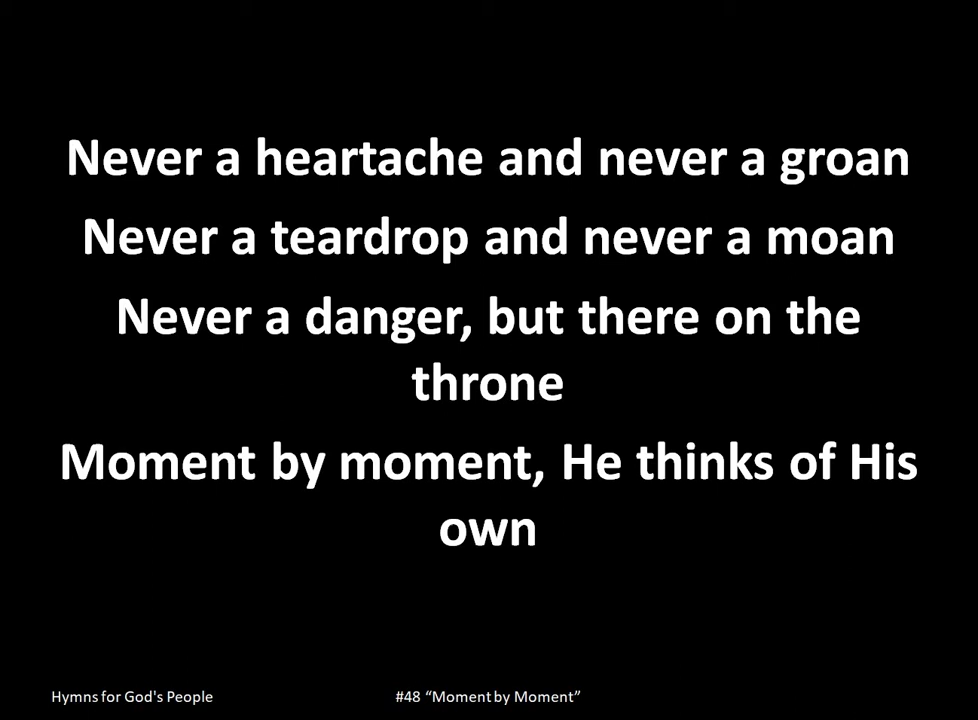 Never a heartache and never a groan
Never a teardrop and never a moan
Never a danger, but there on the
throne
Moment by moment, He thinks of His
own
Hymns for God's People
#48 “Moment by Moment”